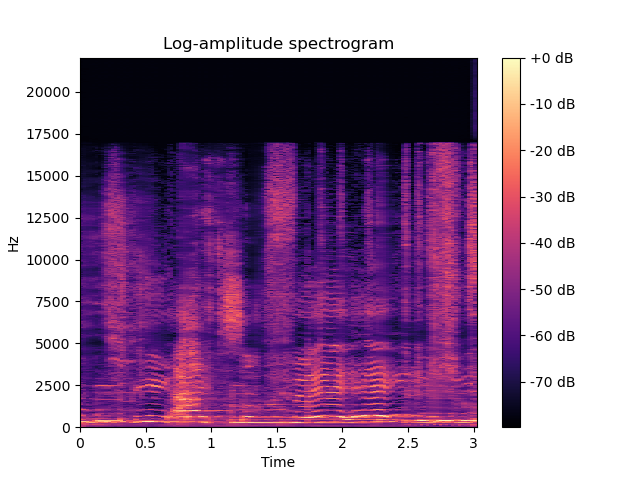 Log-amplitude spectrogram
20000
17500
15000
12500
10000
7500
5000
2500
0
Hz
0 0.5 1 1.5 2 2.5 3
Time
+0 dB
-10 dB
-20 dB
-30 dB
-40 dB
-50 dB
-60 dB
-70 dB